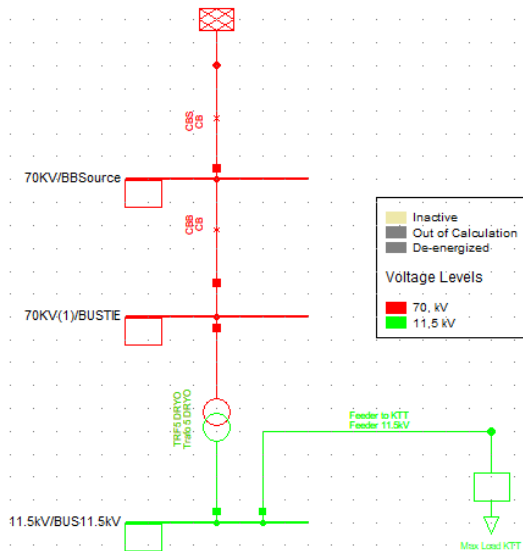 CBS
CB
70KV/BBSource
CBB
CB
70KV(1)/BUSTIE
TRF5 DRYO
Trafo 5 DRYO
Feeder to KTT
Feeder 11,5kV
11.5kV/BUS11.5kV
Max Load KPT
Inactive
Out of Calculation
De-energized
Voltage Levels
70, kV
11,5 kV